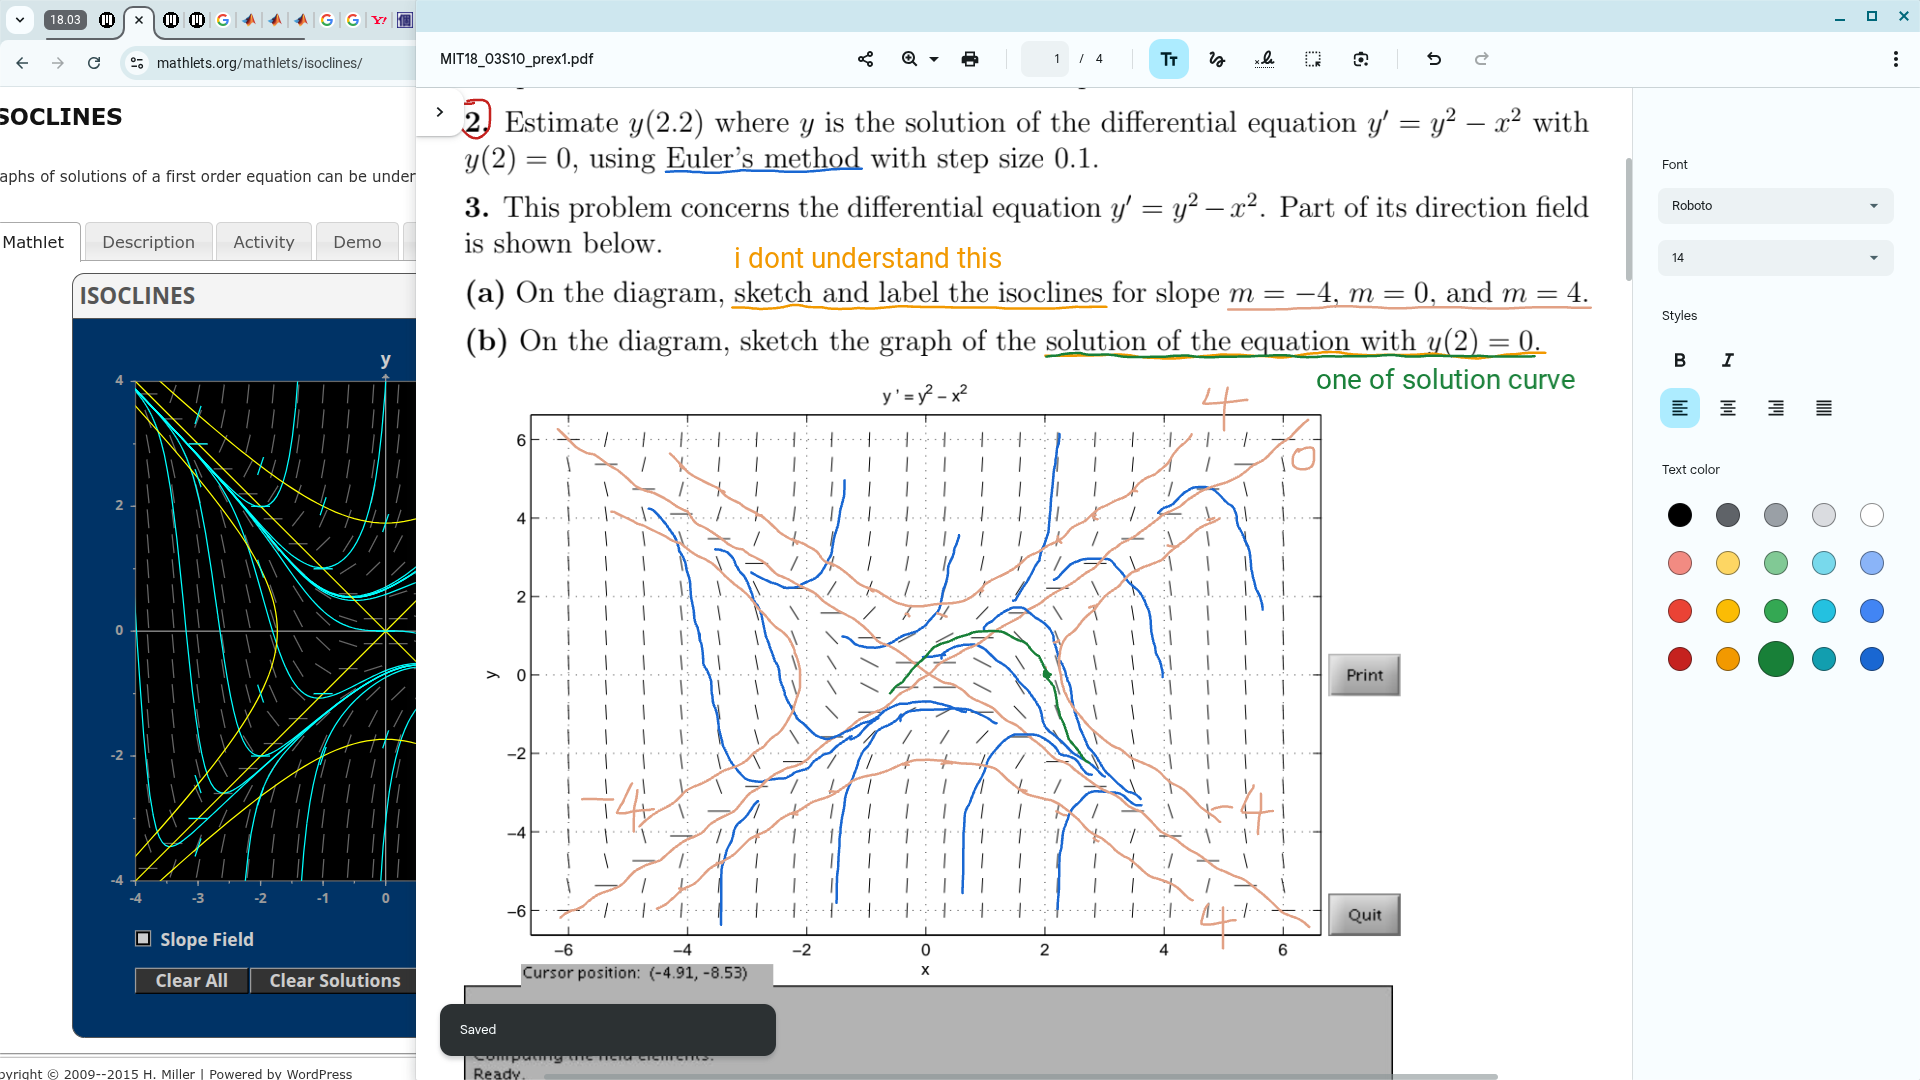 18.03
mathlets.org/mathlets/isoclines/
SOCLINES
aphs of solutions of a first order equation can be under
Mathlet
Description
Activity
Demo
ISOCLINES
y
4
2
0
-2
-4
-4
-3
-2
-1
0
Slope Field
Clear All
Clear Solutions
pyright © 2009--2015 H. Miller | Powered by WordPress
MIT18_03S10_prex1.pdf
1 / 4
2. Estimate y(2.2) where y is the solution of the differential equation y′ = y² − x² with
y(2) = 0, using Euler's method with step size 0.1.
3. This problem concerns the differential equation y′ = y² − x². Part of its direction field
is shown below.
i dont understand this
(a) On the diagram, sketch and label the isoclines for slope m = −4, m = 0, and m = 4.
(b) On the diagram, sketch the graph of the solution of the equation with y(2) = 0.
one of solution curve
y ' = y² − x²
4
0
6
4
2
0
−2
−4
−6
y
−4
−4
4
−6
−4
−2
0
2
4
6
x
Print
Quit
Cursor position: (-4.91, -8.53)
Saved
Computing the field elements.
Ready.
Font
Roboto
14
Styles
B
I
Text color